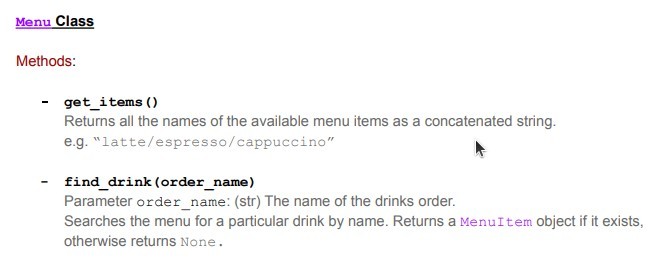 Menu Class
Methods:
- get_items()
Returns all the names of the available menu items as a concatenated string.
e.g. “latte/espresso/cappuccino”
- find_drink(order_name)
Parameter order_name: (str) The name of the drinks order.
Searches the menu for a particular drink by name. Returns a MenuItem object if it exists,
otherwise returns None.